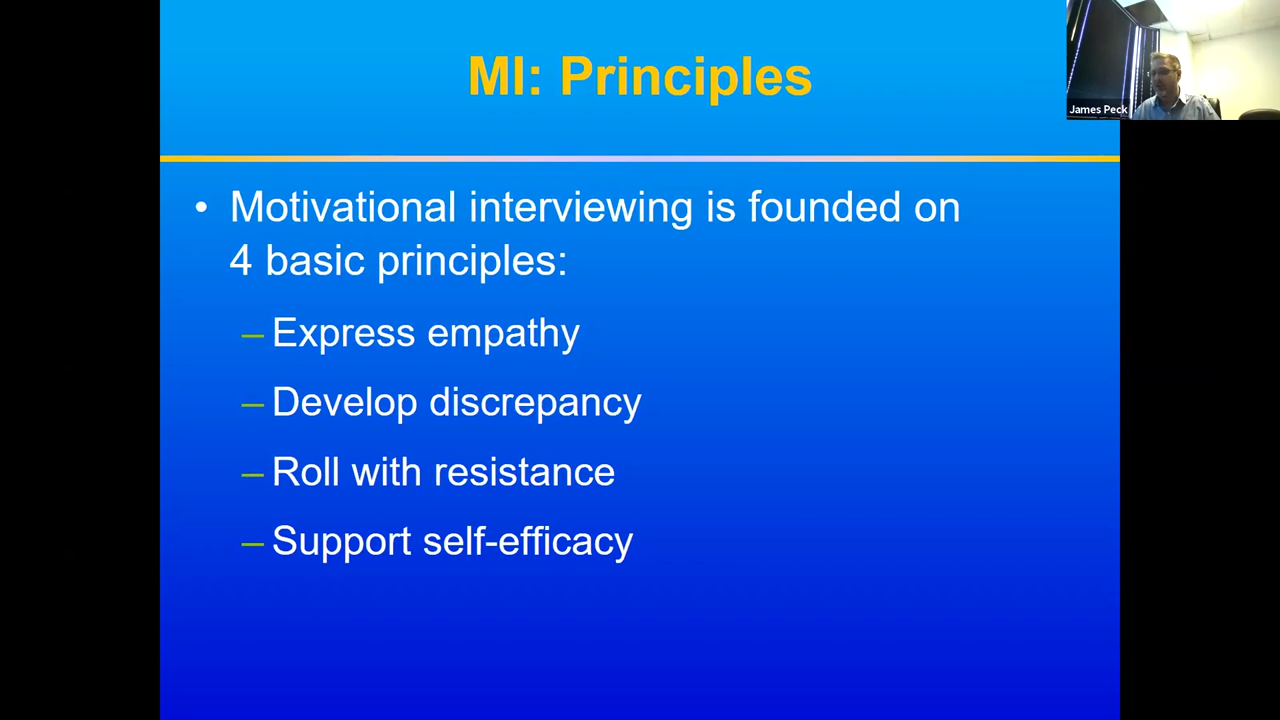 MI: Principles
James Peck
• Motivational interviewing is founded on
4 basic principles:
– Express empathy
– Develop discrepancy
– Roll with resistance
– Support self-efficacy